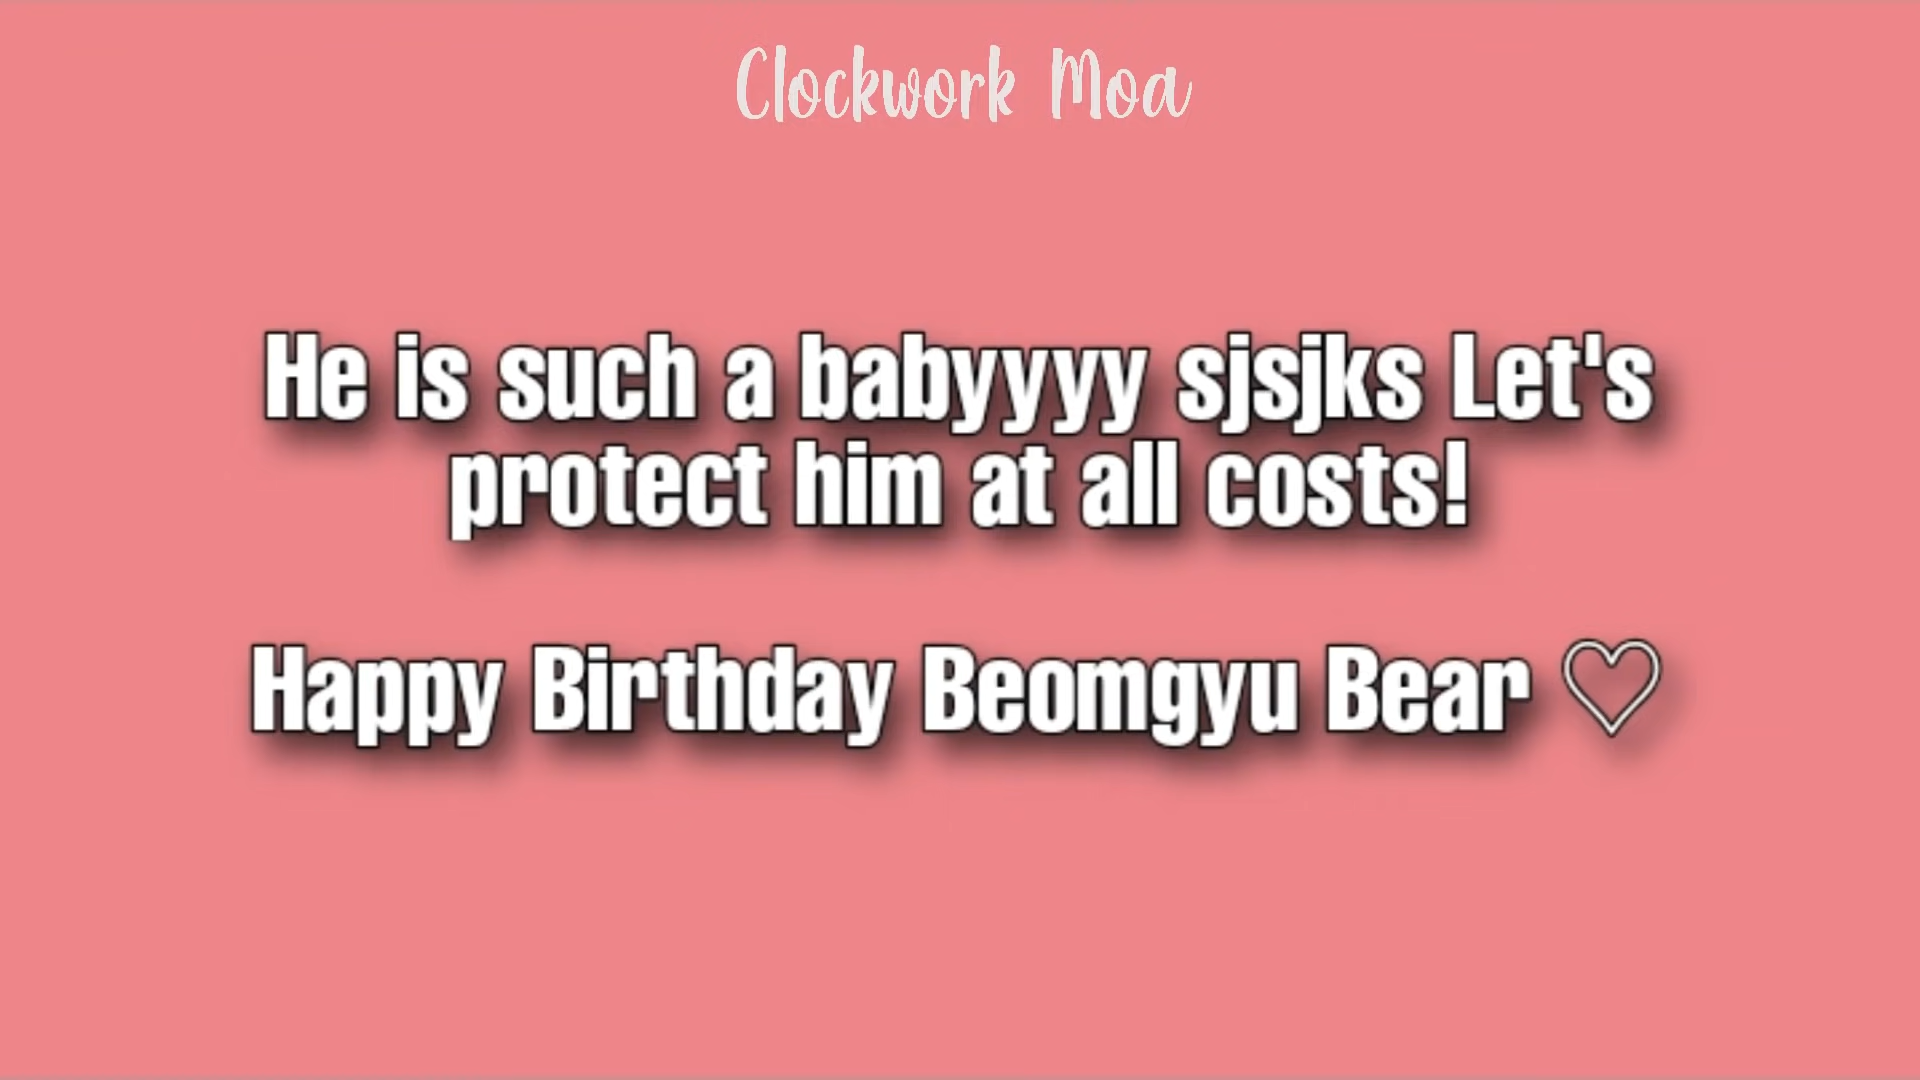 Clockwork Moa
He is such a babyyyy sjsjks Let's
protect him at all costs!
Happy Birthday Beomgyu Bear ♡